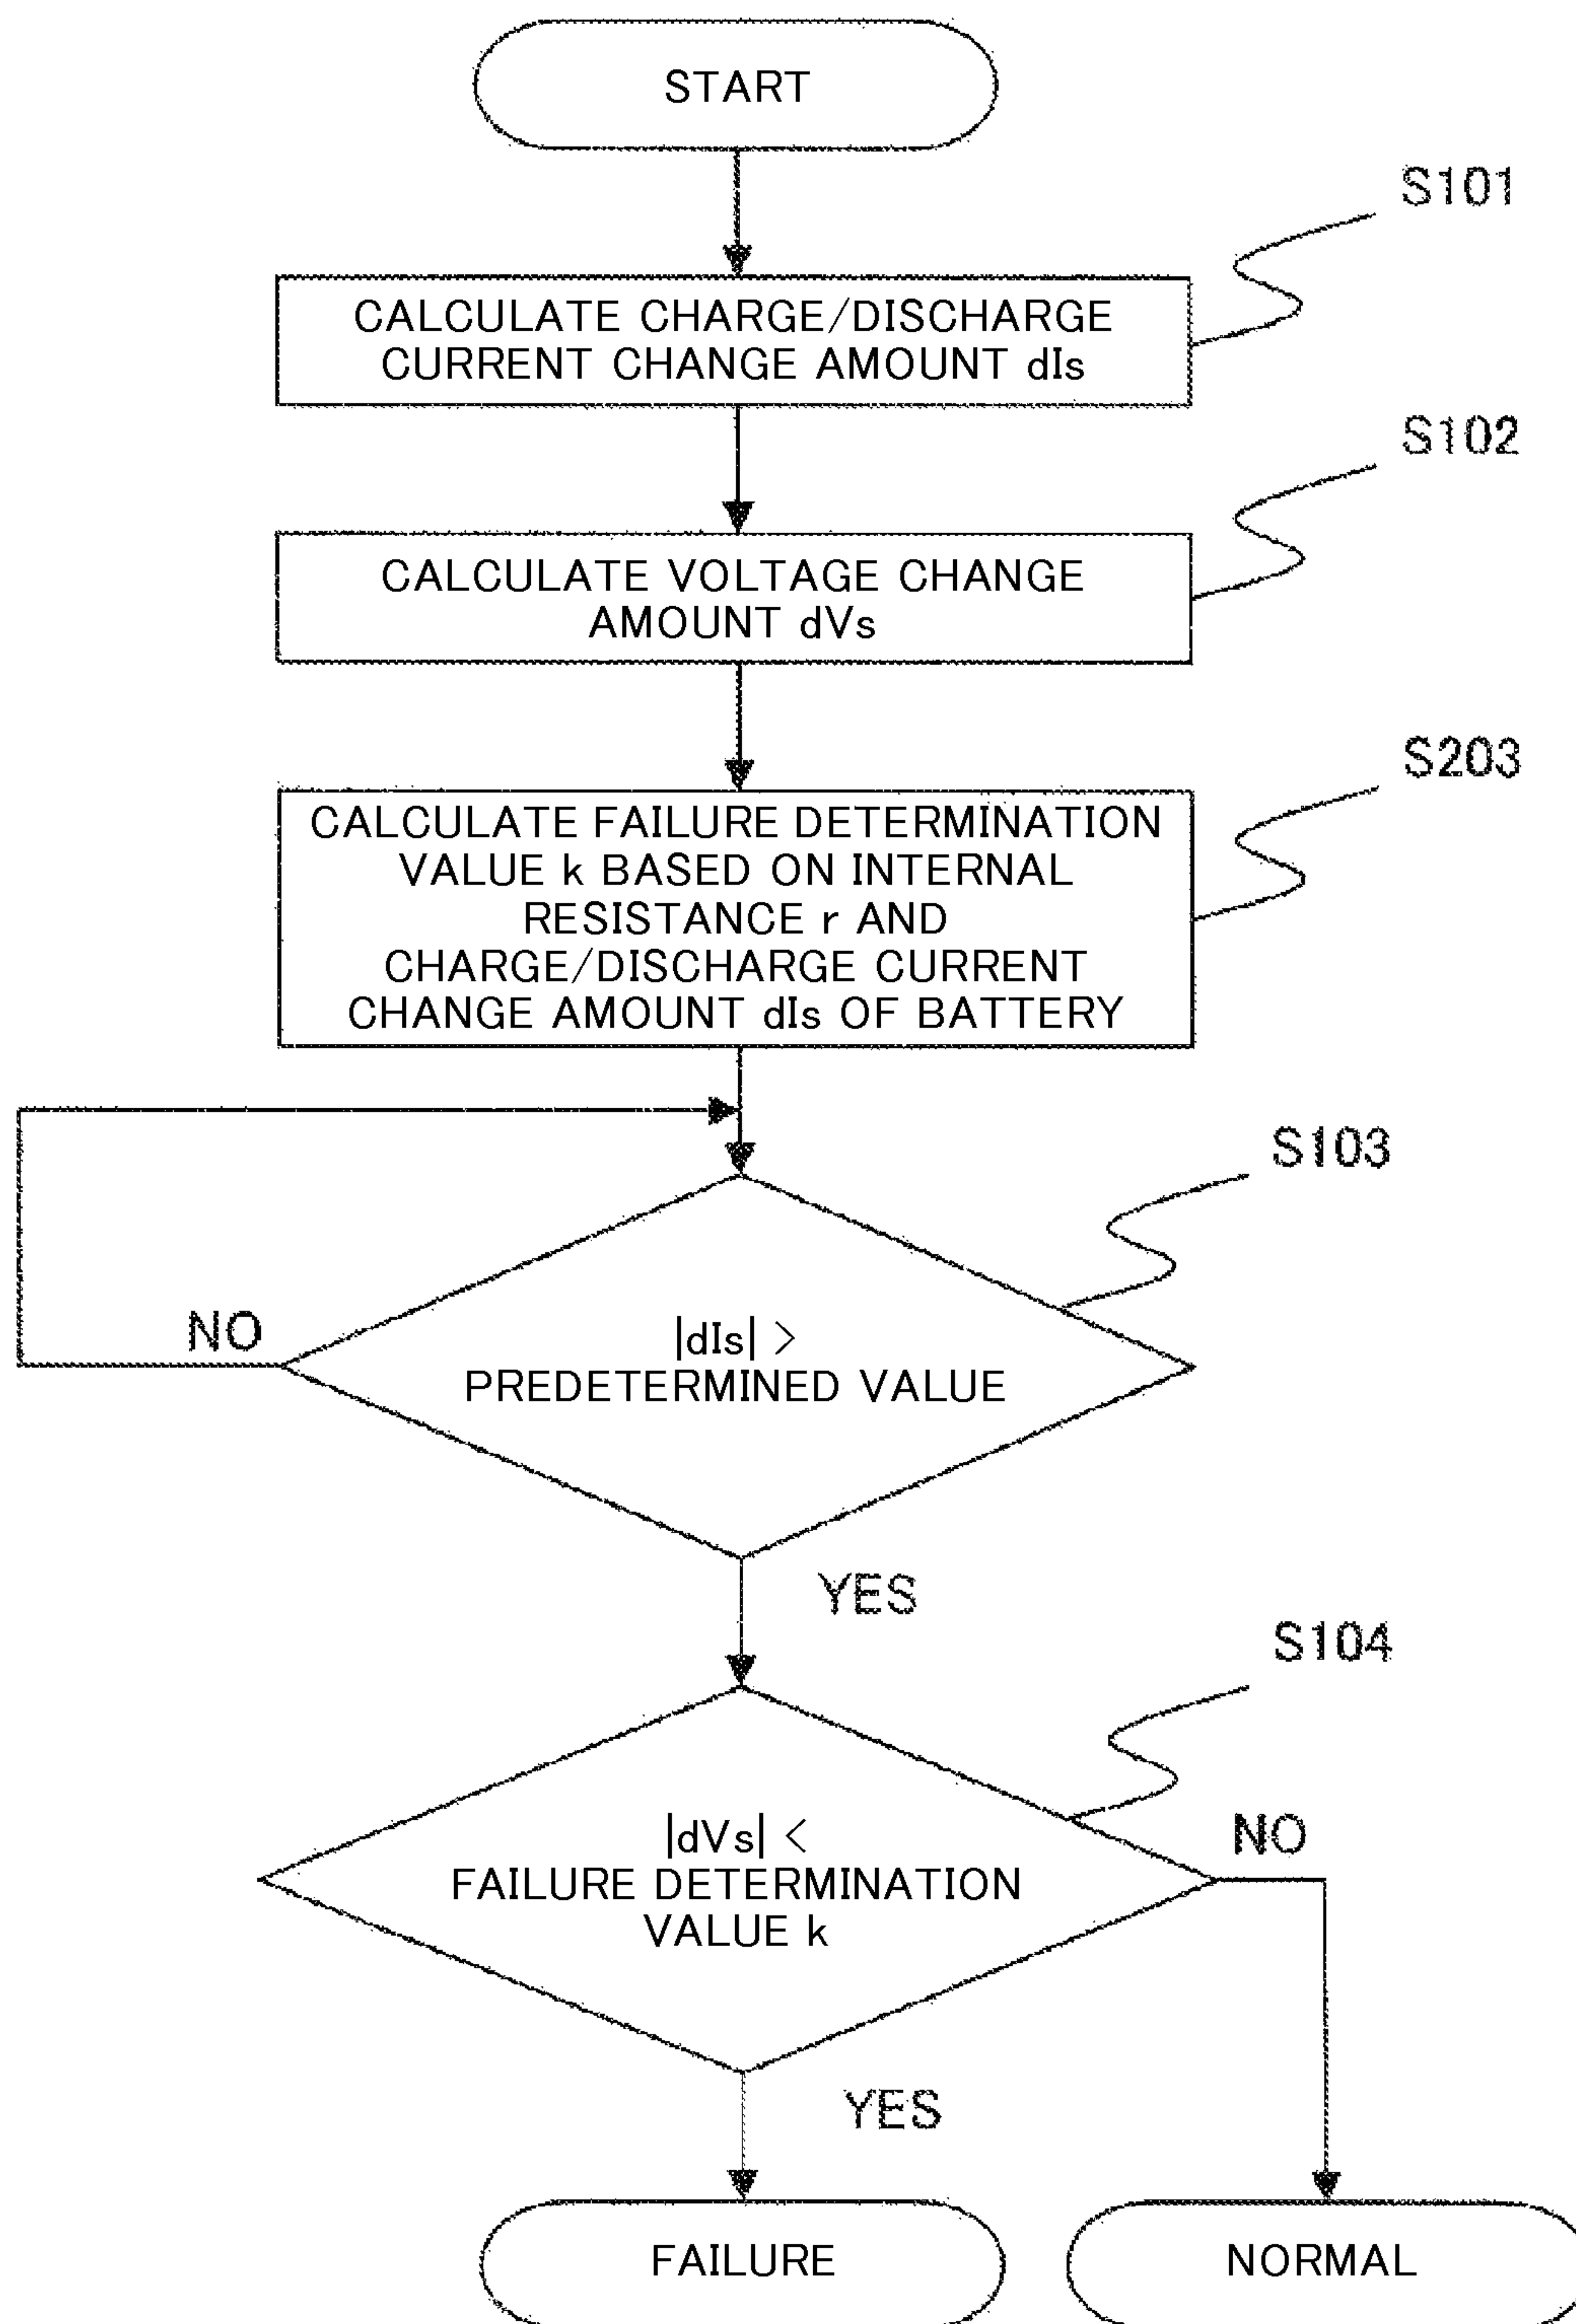 START
S101
CALCULATE CHARGE/DISCHARGE
CURRENT CHANGE AMOUNT dIs
S102
CALCULATE VOLTAGE CHANGE
AMOUNT dVs
S203
CALCULATE FAILURE DETERMINATION
VALUE k BASED ON INTERNAL
RESISTANCE r AND
CHARGE/DISCHARGE CURRENT
CHANGE AMOUNT dIs OF BATTERY
S103
NO
|dIs| >
PREDETERMINED VALUE
YES
S104
|dVs| <
FAILURE DETERMINATION
VALUE k
NO
YES
FAILURE
NORMAL